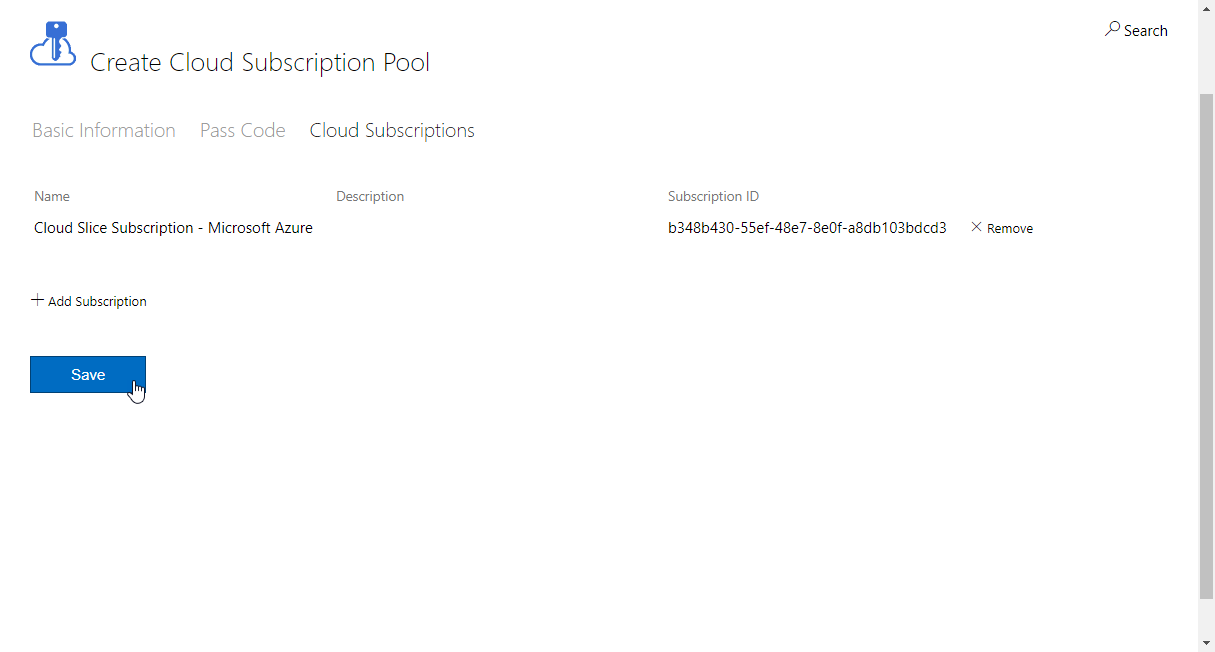 Search
Create Cloud Subscription Pool
Basic Information Pass Code Cloud Subscriptions
Name Description Subscription ID
Cloud Slice Subscription - Microsoft Azure b348b430-55ef-48e7-8e0f-a8db103bdcd3 Remove
Add Subscription
Save